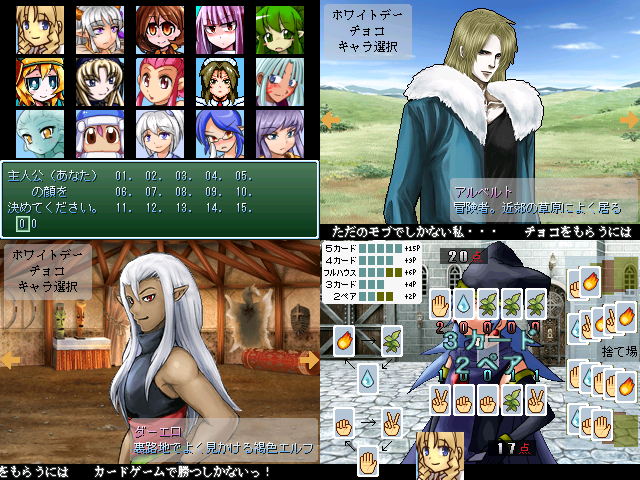 主人公（あなた） 01. 02. 03. 04. 05.
の顔を 06. 07. 08. 09. 10.
決めてください。 11. 12. 13. 14. 15.
0 0
ホワイトデー
チョコ
キャラ選択
アルベルト
冒険者。近郊の草原によく居る
ただのモブでしかない私・・・ チョコをもらうには
ホワイトデー
チョコ
キャラ選択
ダーエロ
裏路地でよく見かける褐色エルフ
をもらうには カードゲームで勝つしかないっ！
5カード +15P
4カード +9P
フルハウス +6P
3カード +4P
2ペア +2P
20点
3カード
2ペア
捨て場
17点